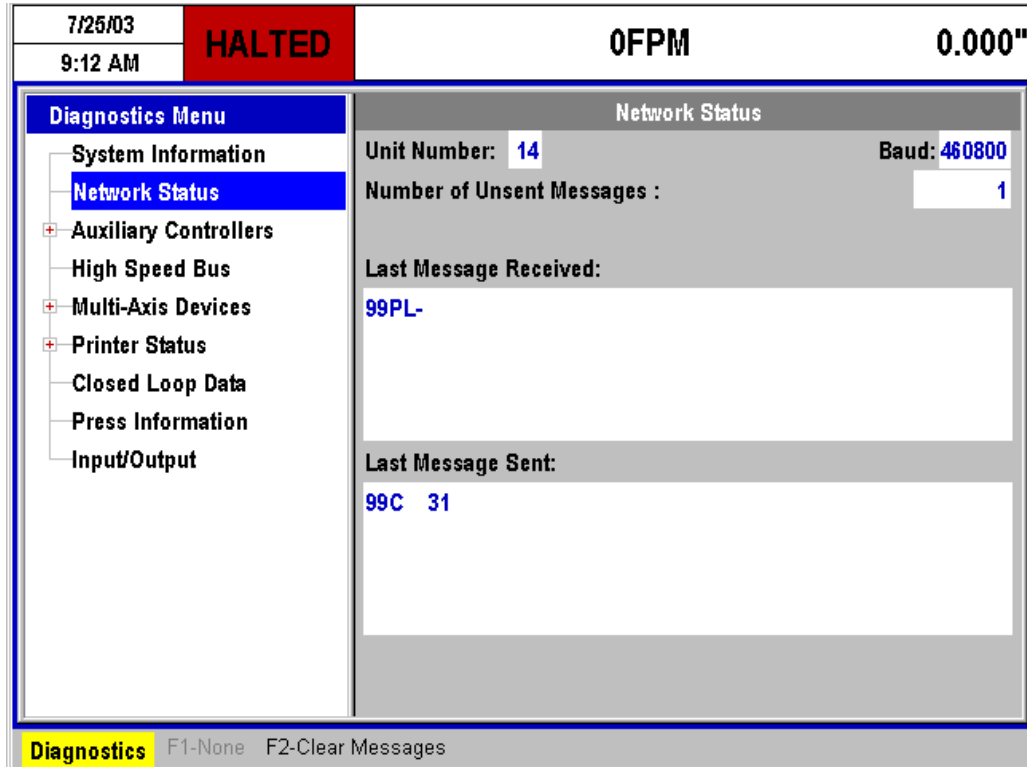 7/25/03
9:12 AM
HALTED
0FPM
0.000"
Diagnostics Menu
System Information
Network Status
Auxiliary Controllers
High Speed Bus
Multi-Axis Devices
Printer Status
Closed Loop Data
Press Information
Input/Output
Network Status
Unit Number: 14
Baud: 460800
Number of Unsent Messages : 1
Last Message Received:
99PL-
Last Message Sent:
99C 31
Diagnostics F1-None F2-Clear Messages